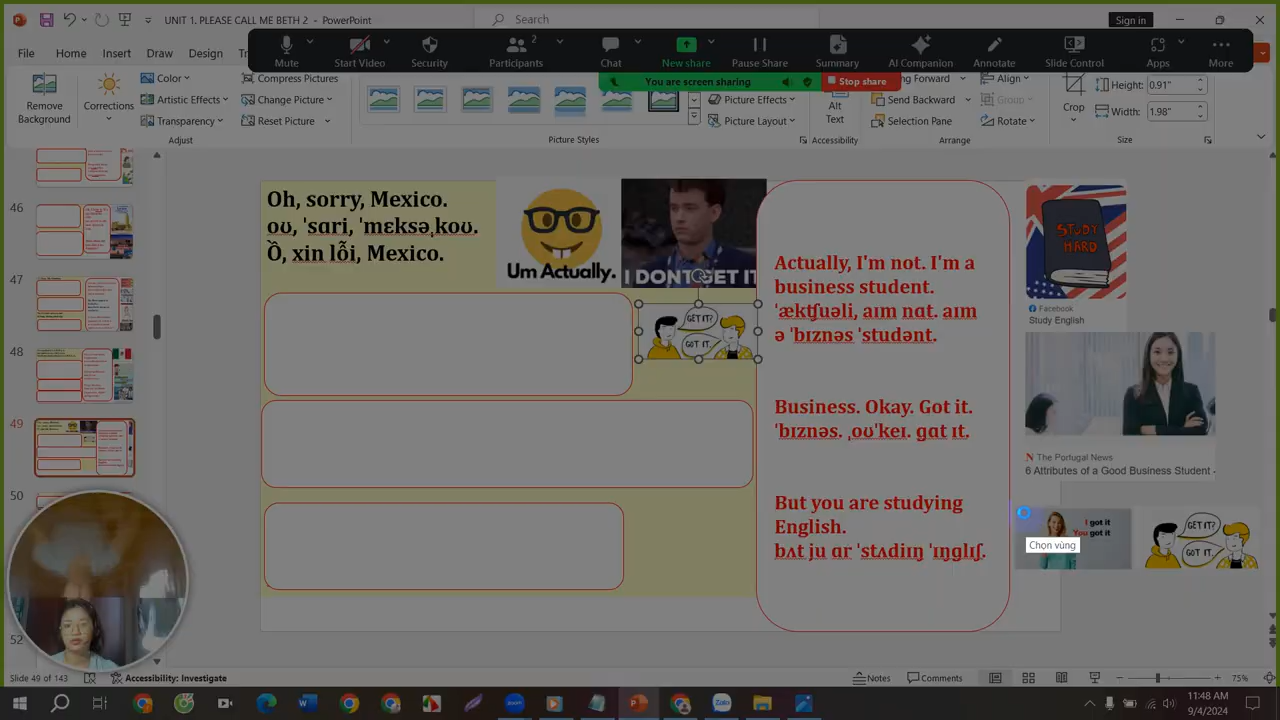 UNIT 1. PLEASE CALL ME BETH 2 - PowerPoint
Search
Sign in
File
Home
Insert
Draw
Design
Mute
Start Video
Security
Participants
2
Chat
New share
Pause Share
Summary
AI Companion
Annotate
Slide Control
Apps
More
You are screen sharing
Stop share
Remove Background
Corrections
Color
Artistic Effects
Transparency
Compress Pictures
Change Picture
Reset Picture
Picture Effects
Picture Layout
Alt Text
Send Backward
Selection Pane
Align
Group
Rotate
Crop
Height: 0.91"
Width: 1.98"
Adjust
Picture Styles
Accessibility
Arrange
Size
46
47
48
49
50
52
Oh, sorry, Mexico.
oʊ, ˈsɑri, ˈmɛksəˌkoʊ.
Ồ, xin lỗi, Mexico.
Um Actually.
GET IT?
GOT IT.
Actually, I'm not. I'm a
business student.
ˈækʧuəli, aɪm nɑt. aɪm
ə ˈbɪznəs ˈstudənt.
Business. Okay. Got it.
ˈbɪznəs. ˌoʊˈkeɪ. gɑt ɪt.
But you are studying
English.
bʌt ju ɑr ˈstʌdiɪŋ ˈɪŋglɪʃ.
STUDY
HARD
Facebook
Study English
The Portugal News
6 Attributes of a Good Business Student
I got it
You got it
Chọn vùng
GET IT?
GOT IT.
Slide 49 of 143
Accessibility: Investigate
Notes
Comments
75%
11:48 AM
9/4/2024